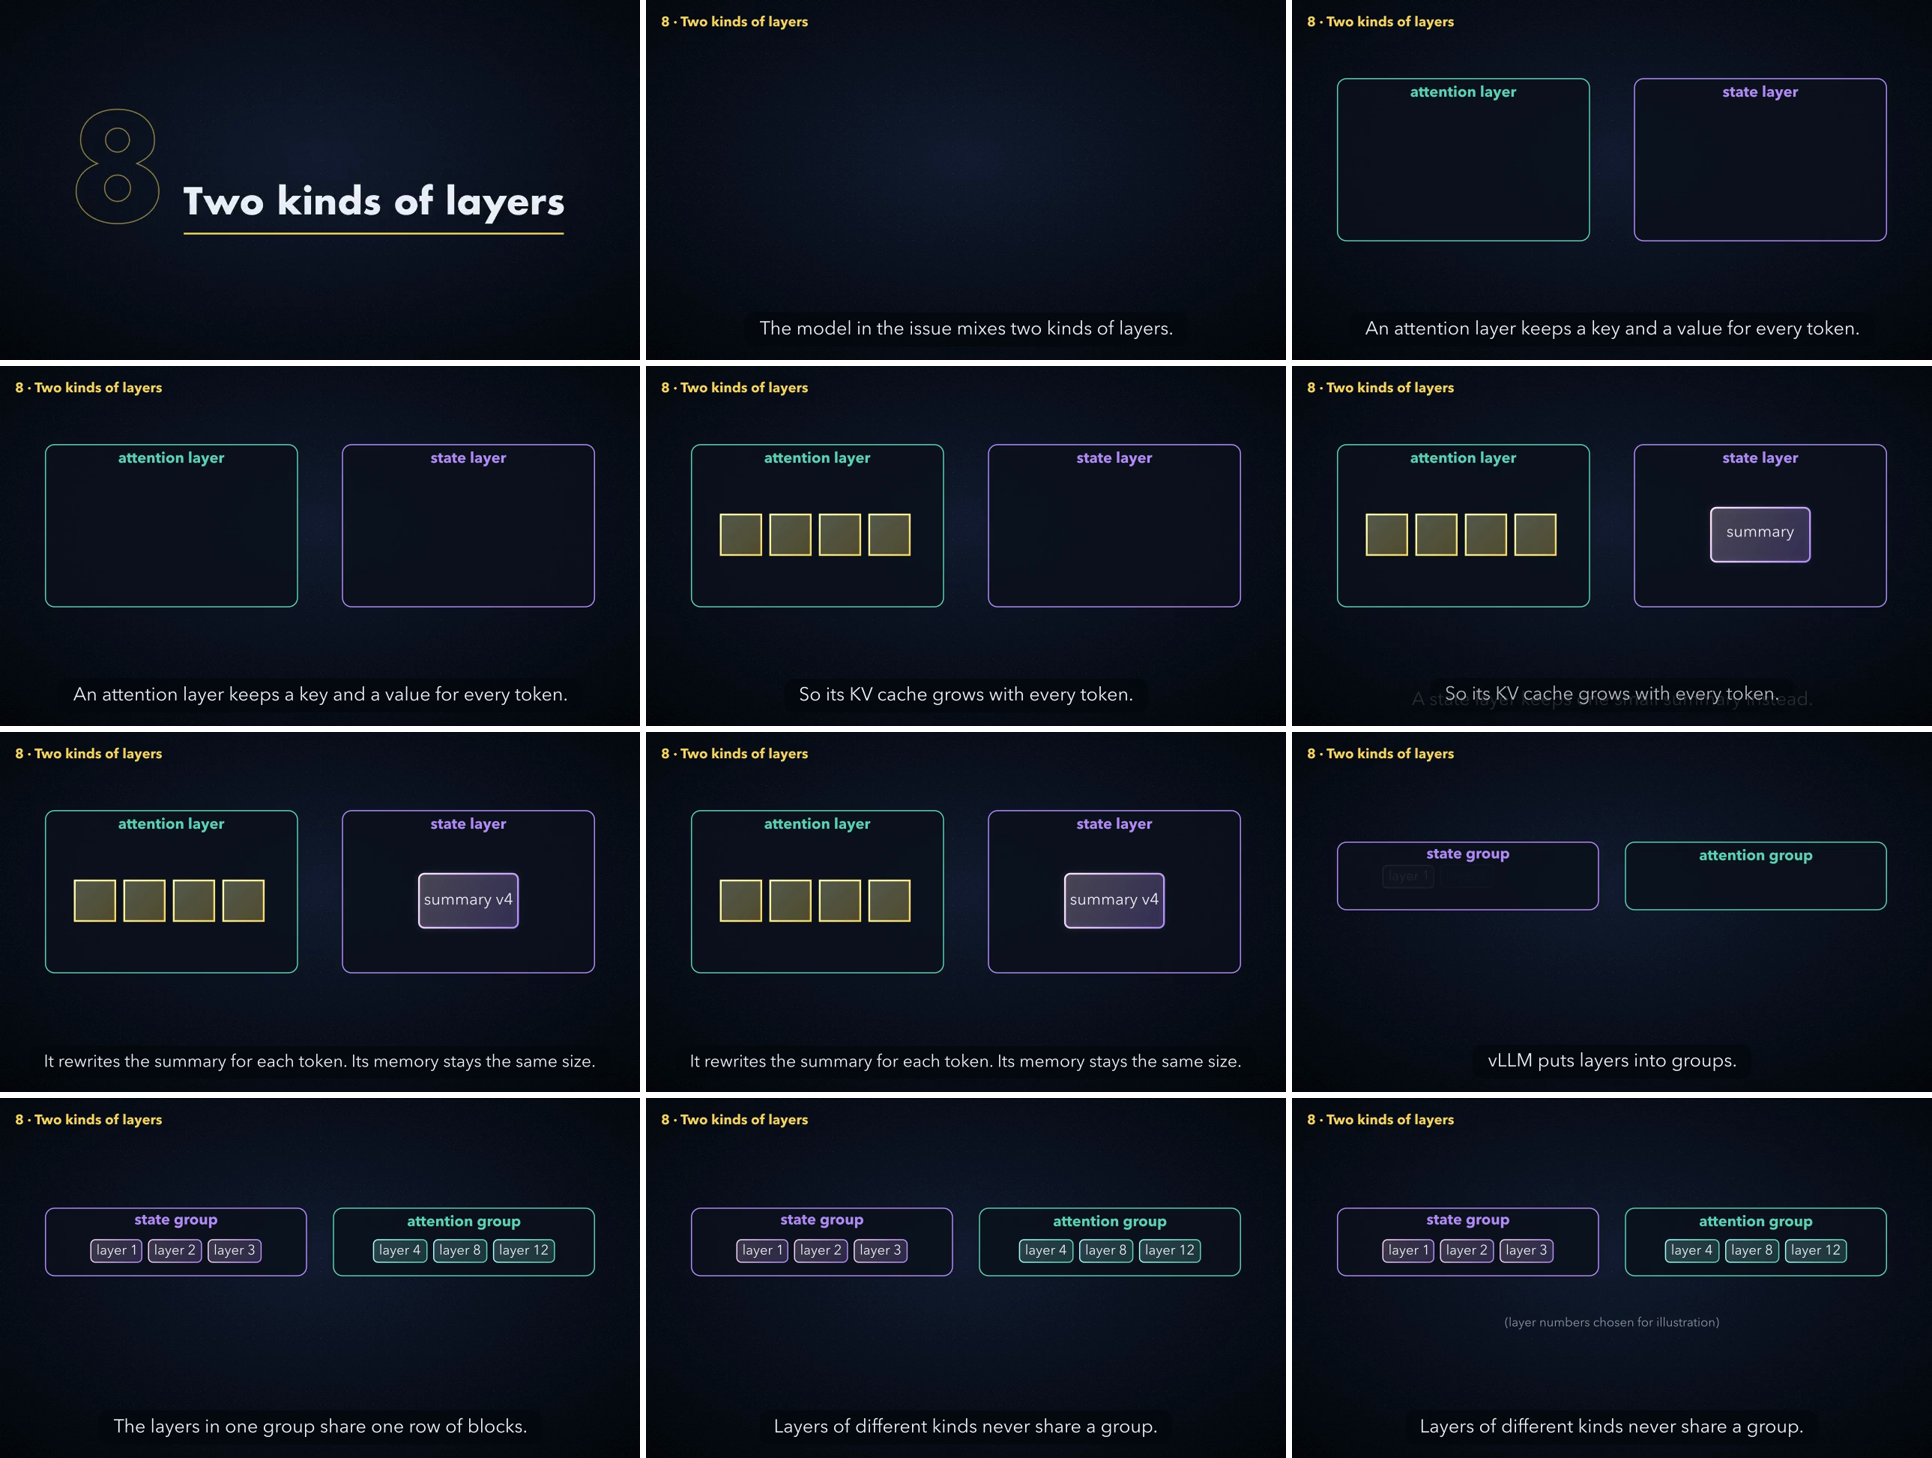 8
Two kinds of layers
8 · Two kinds of layers
The model in the issue mixes two kinds of layers.
8 · Two kinds of layers
attention layer
state layer
An attention layer keeps a key and a value for every token.
8 · Two kinds of layers
attention layer
state layer
An attention layer keeps a key and a value for every token.
8 · Two kinds of layers
attention layer
state layer
So its KV cache grows with every token.
8 · Two kinds of layers
attention layer
state layer
summary
So its KV cache grows with every token.
A state layer keeps one small summary instead.
8 · Two kinds of layers
attention layer
state layer
summary v4
It rewrites the summary for each token. Its memory stays the same size.
8 · Two kinds of layers
attention layer
state layer
summary v4
It rewrites the summary for each token. Its memory stays the same size.
8 · Two kinds of layers
state group
attention group
layer 1
vLLM puts layers into groups.
8 · Two kinds of layers
state group
attention group
layer 1 layer 2 layer 3
layer 4 layer 8 layer 12
The layers in one group share one row of blocks.
8 · Two kinds of layers
state group
attention group
layer 1 layer 2 layer 3
layer 4 layer 8 layer 12
Layers of different kinds never share a group.
8 · Two kinds of layers
state group
attention group
layer 1 layer 2 layer 3
layer 4 layer 8 layer 12
(layer numbers chosen for illustration)
Layers of different kinds never share a group.